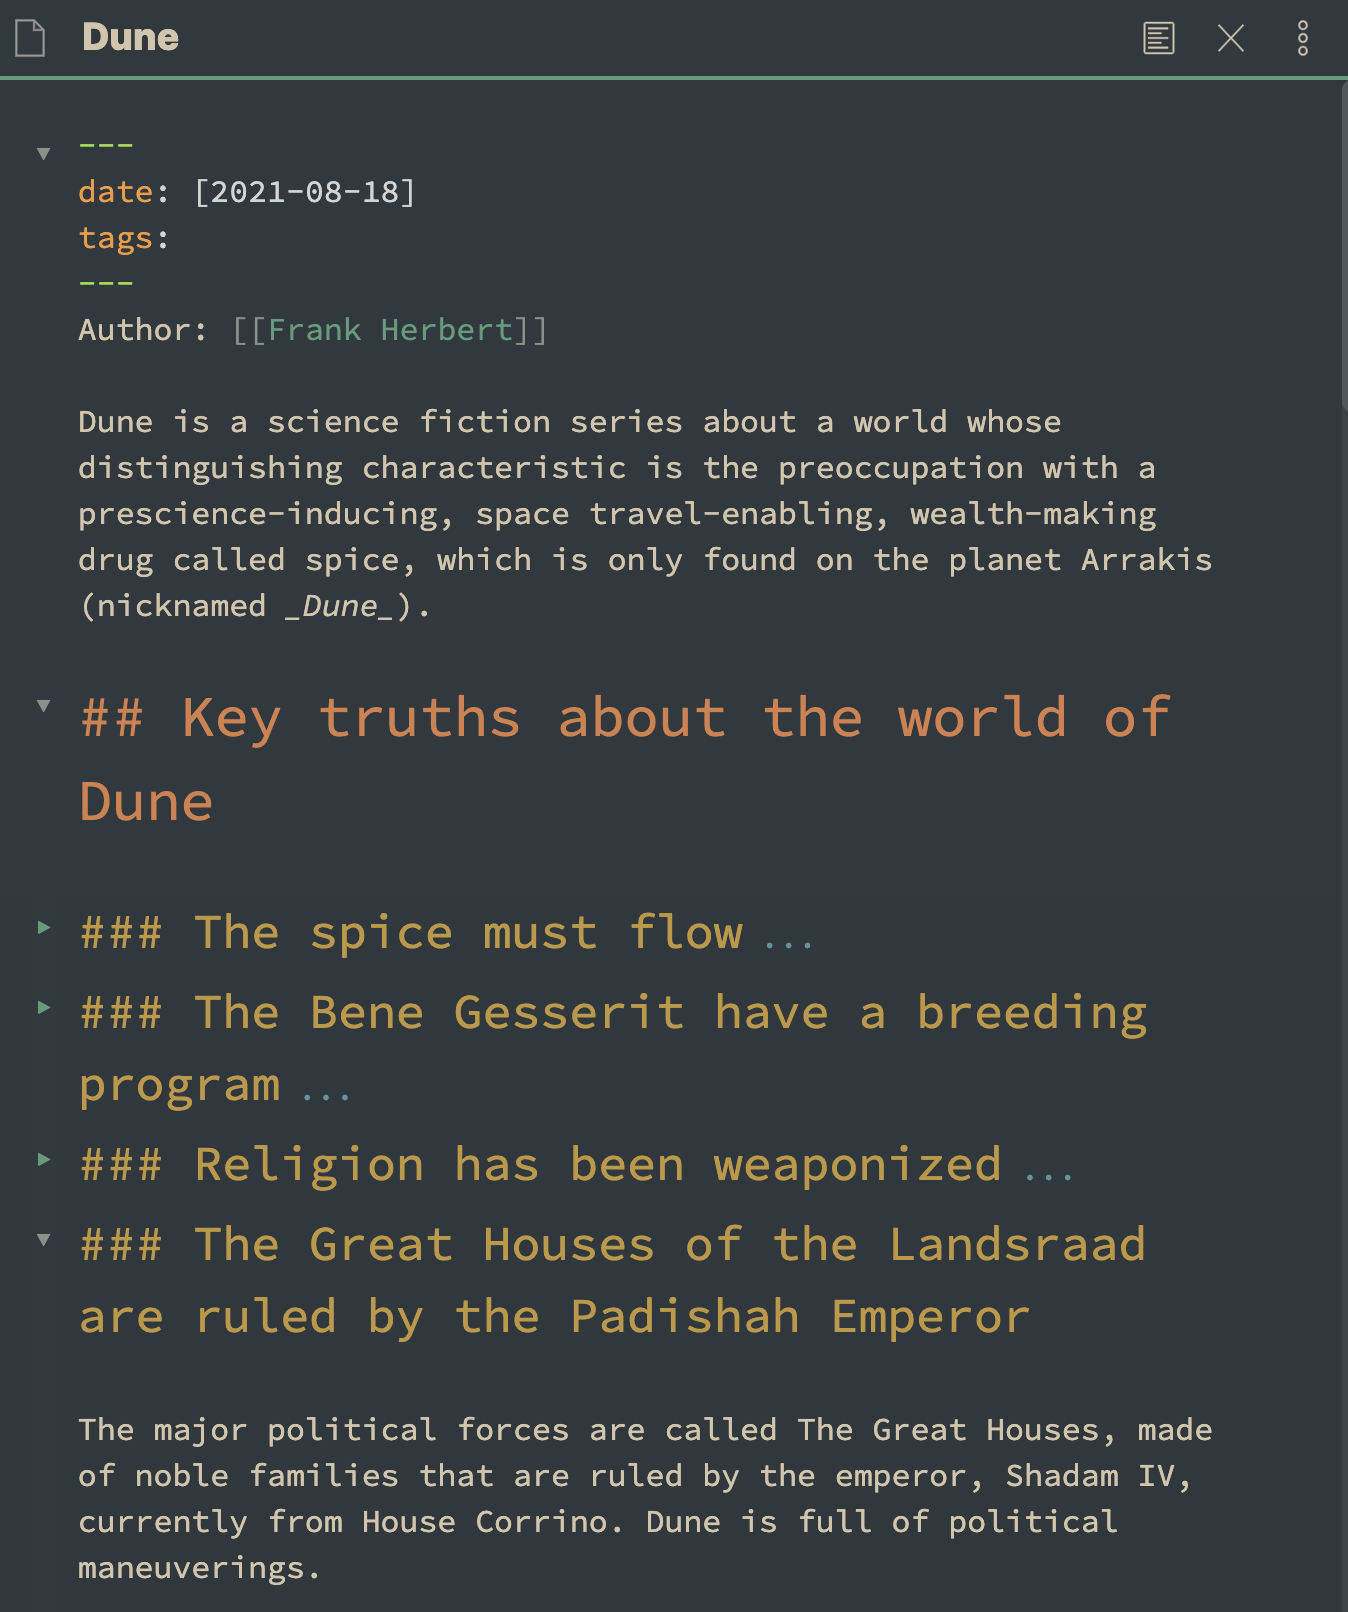 Dune
---
date: [2021-08-18]
tags:
---
Author: [[Frank Herbert]]
Dune is a science fiction series about a world whose
distinguishing characteristic is the preoccupation with a
prescience-inducing, space travel-enabling, wealth-making
drug called spice, which is only found on the planet Arrakis
(nicknamed _Dune_).
## Key truths about the world of
Dune
### The spice must flow ...
### The Bene Gesserit have a breeding
program ...
### Religion has been weaponized ...
### The Great Houses of the Landsraad
are ruled by the Padishah Emperor
The major political forces are called The Great Houses, made
of noble families that are ruled by the emperor, Shadam IV,
currently from House Corrino. Dune is full of political
maneuverings.